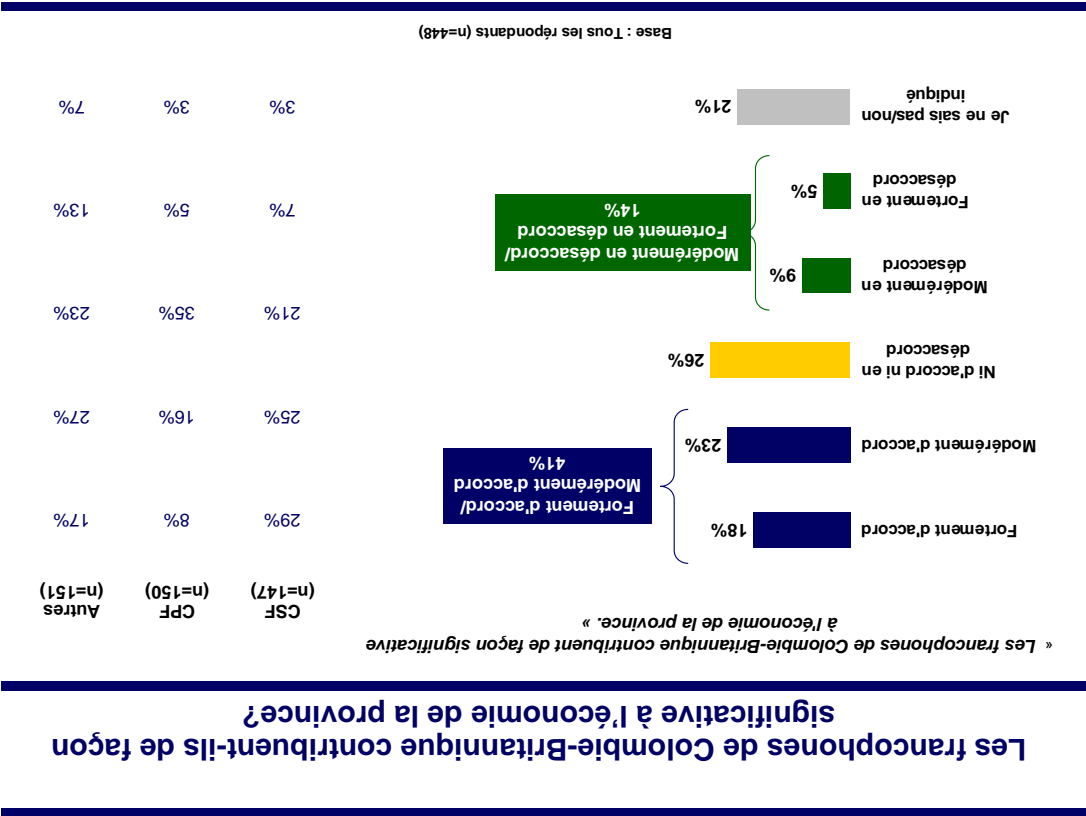 Les francophones de Colombie-Britannique contribuent-ils de façon
significative à l'économie de la province?
« Les francophones de Colombie-Britannique contribuent de façon significative
à l'économie de la province. »
CSF
(n=147)
CPF
(n=150)
Autres
(n=151)
Fortement d'accord
18%
29%
8%
17%
Fortement d'accord/
Modérément d'accord
41%
Modérément d'accord
23%
25%
16%
27%
Ni d'accord ni en
désaccord
26%
21%
35%
23%
Modérément en
désaccord
9%
Modérément en désaccord/
Fortement en désaccord
14%
Fortement en
désaccord
5%
7%
5%
13%
Je ne sais pas/non
indiqué
21%
3%
3%
7%
Base : Tous les répondants (n=448)